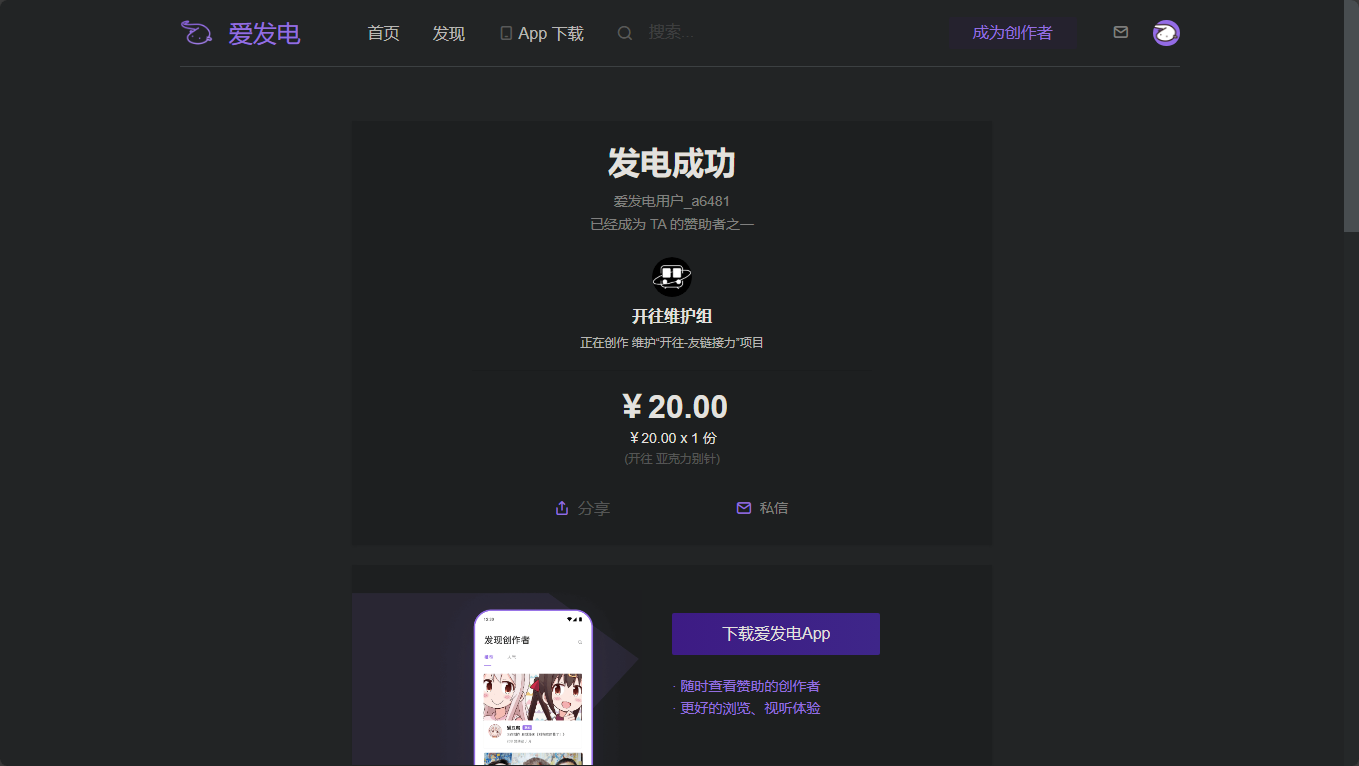 爱发电
首页
发现
App 下载
搜索...
成为创作者
发电成功
爱发电用户_a6481
已经成为 TA 的赞助者之一
开往维护组
正在创作 维护“开往-友链接力”项目
￥20.00
￥20.00 x 1 份
(开往 亚克力别针)
分享
私信
发现创作者
下载爱发电App
· 随时查看赞助的创作者
· 更好的浏览、视听体验